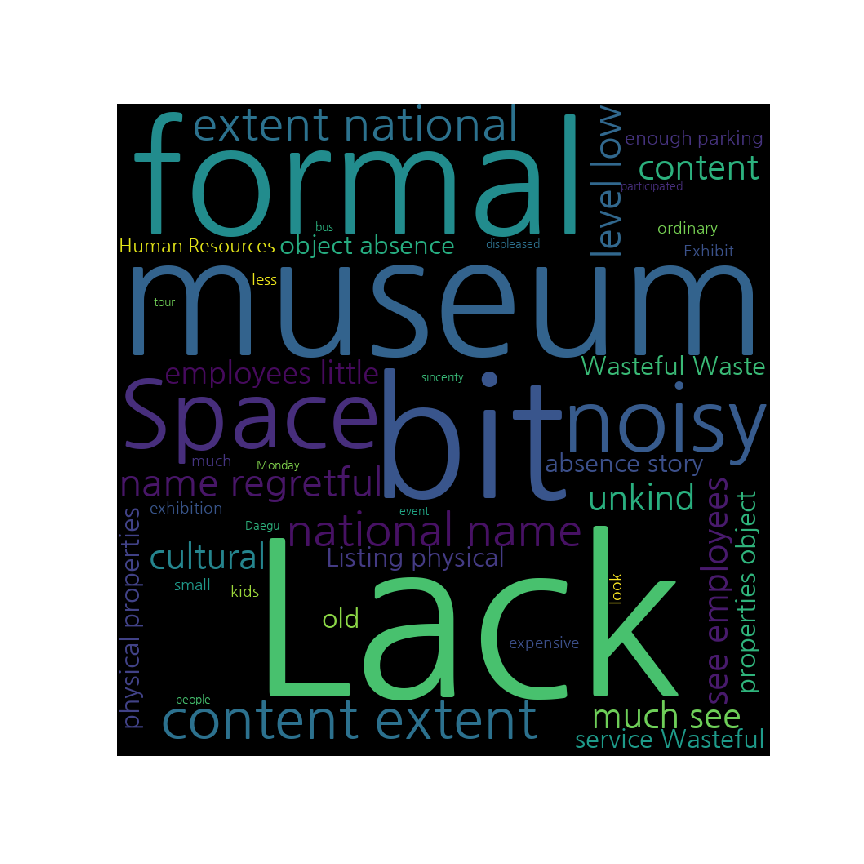 extent national
formal
level low
enough parking
content
participated
bus
ordinary
Human Resources
object absence
displeased
Exhibit
museum
less
tour
employees little
Wasteful Waste
sincerity
Space
bit
noisy
much
Monday
absence story
name regretful
unkind
physical properties
exhibition
event
Daegu
national name
see employees
properties object
cultural
Listing physical
small
kids
look
old
Lack
expensive
people
content extent
much see
service Wasteful